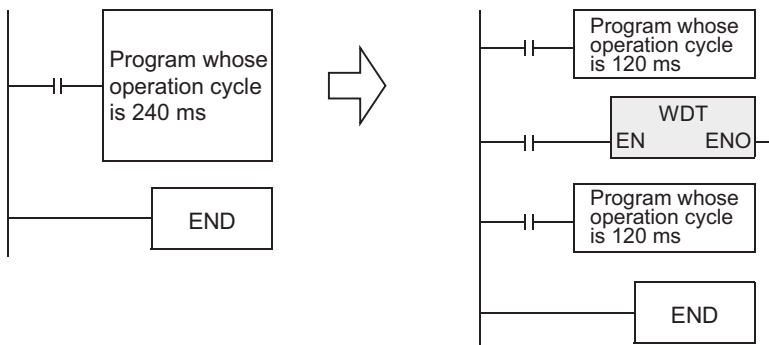 Program whose
operation cycle
is 240 ms
END
Program whose
operation cycle
is 120 ms
WDT
EN ENO
Program whose
operation cycle
is 120 ms
END